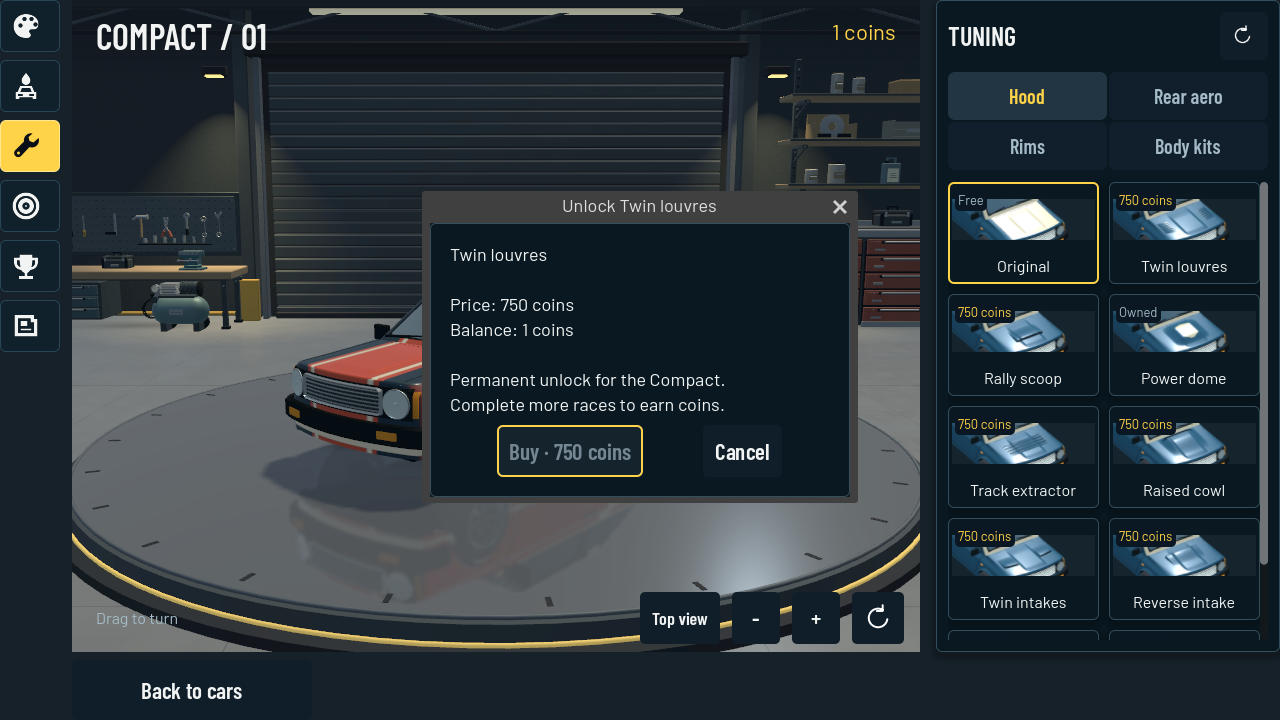 COMPACT / 01
1 coins
TUNING
Hood
Rear aero
Rims
Body kits
Free
Original
750 coins
Twin louvres
750 coins
Rally scoop
Owned
Power dome
750 coins
Track extractor
750 coins
Raised cowl
750 coins
Twin intakes
750 coins
Reverse intake
Unlock Twin louvres
Twin louvres
Price: 750 coins
Balance: 1 coins
Permanent unlock for the Compact.
Complete more races to earn coins.
Buy · 750 coins
Cancel
Drag to turn
Top view
-
+
Back to cars